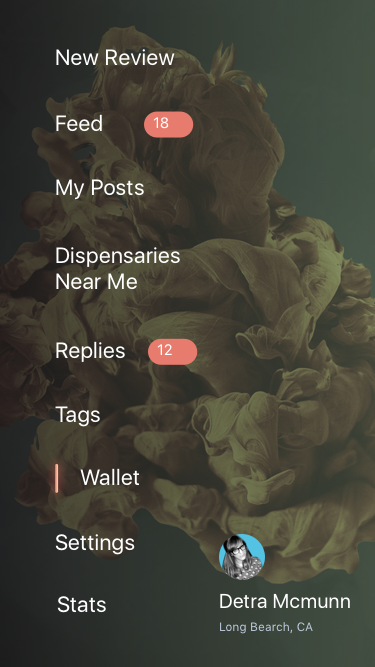 New Review
Feed 18
My Posts
Dispensaries
Near Me
Replies 12
Tags
Wallet
Settings
Stats
Detra Mcmunn
Long Bearch, CA